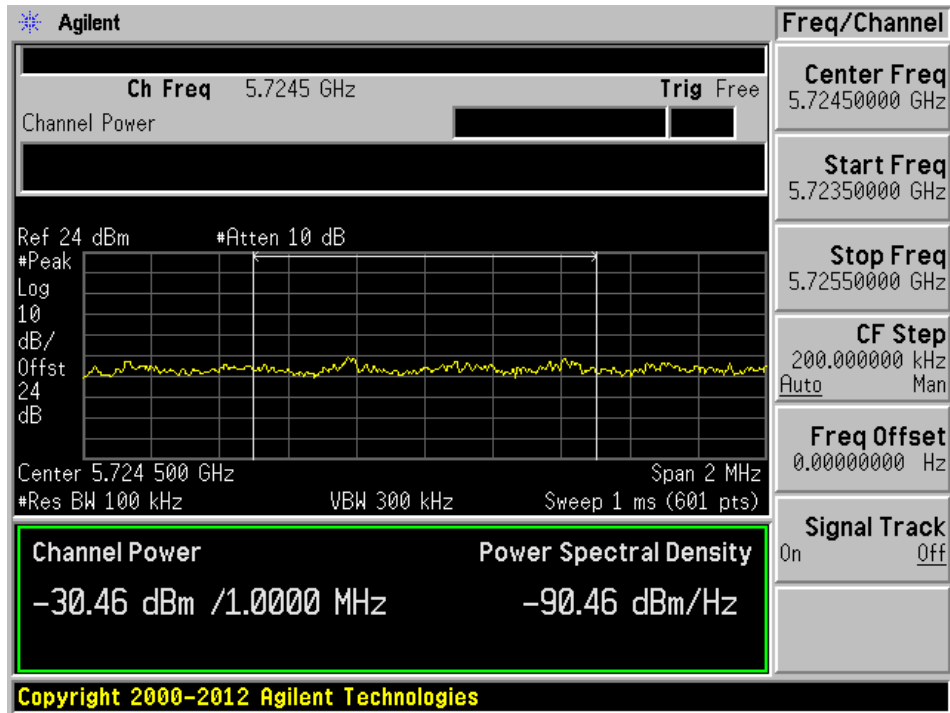 Agilent
Freq/Channel
Ch Freq 5.7245 GHz Trig Free
Channel Power
Center Freq
5.72450000 GHz
Start Freq
5.72350000 GHz
Stop Freq
5.72550000 GHz
CF Step
200.000000 kHz
Auto Man
Freq Offset
0.00000000 Hz
Signal Track
On Off
Ref 24 dBm #Atten 10 dB
#Peak
Log
10
dB/
Offst
24
dB
Center 5.724 500 GHz Span 2 MHz
#Res BW 100 kHz VBW 300 kHz Sweep 1 ms (601 pts)
Channel Power Power Spectral Density
-30.46 dBm /1.0000 MHz -90.46 dBm/Hz
Copyright 2000-2012 Agilent Technologies